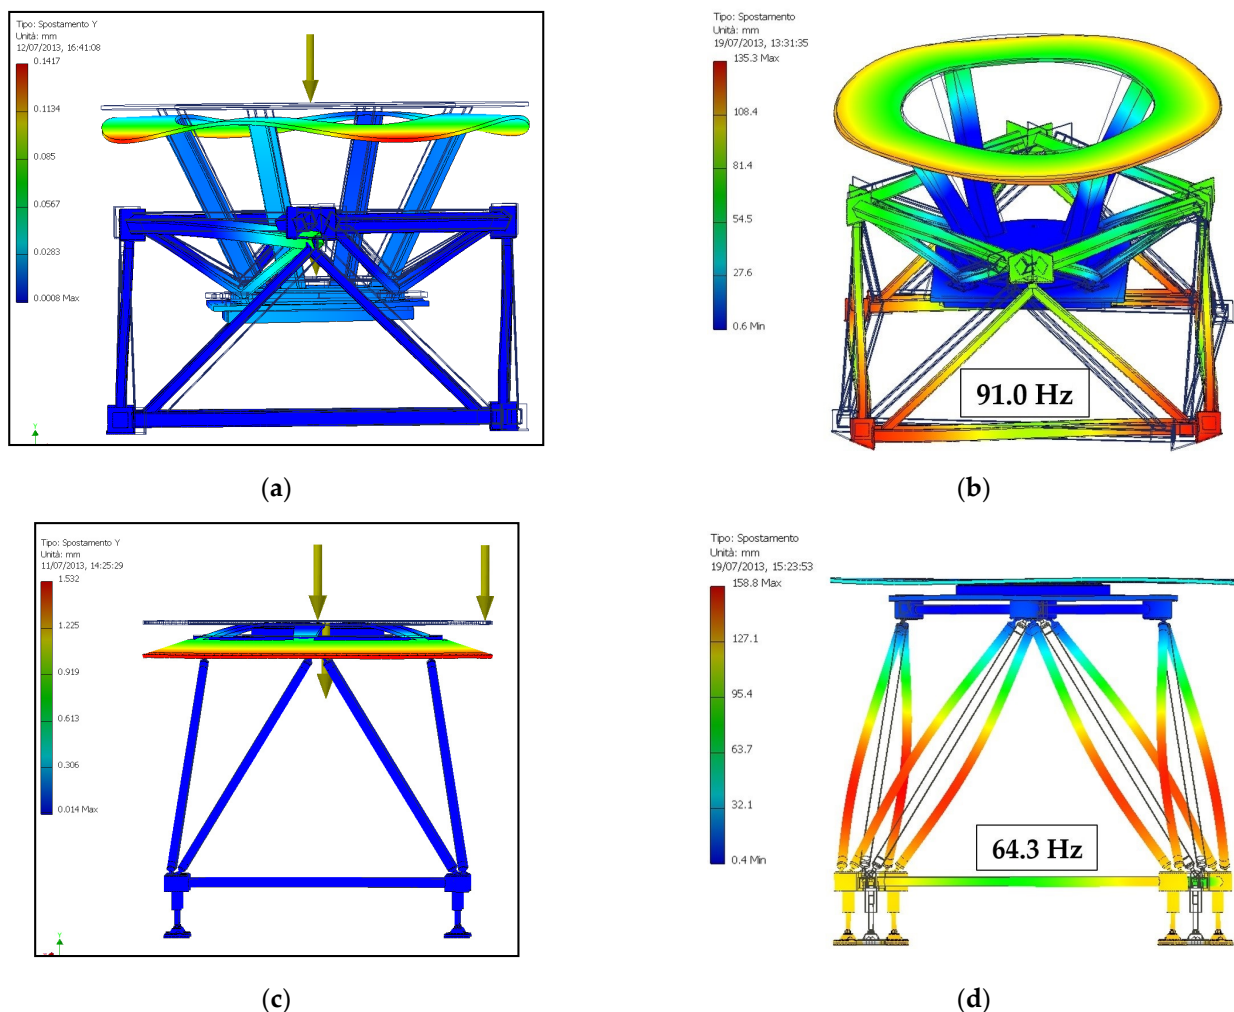 Tipo: Spostamento Y
Unità: mm
12/07/2013, 16:41:08
0.1417
0.1134
0.085
0.0567
0.0283
0.0008 Max
Y
(a)
Tipo: Spostamento
Unità: mm
19/07/2013, 13:31:35
135.3 Max
108.4
81.4
54.5
27.6
0.6 Min
91.0 Hz
(b)
Tipo: Spostamento Y
Unità: mm
11/07/2013, 14:25:29
1.532
1.225
0.919
0.613
0.306
0.014 Max
Y
(c)
Tipo: Spostamento
Unità: mm
19/07/2013, 15:23:53
158.8 Max
127.1
95.4
63.7
32.1
0.4 Min
64.3 Hz
(d)